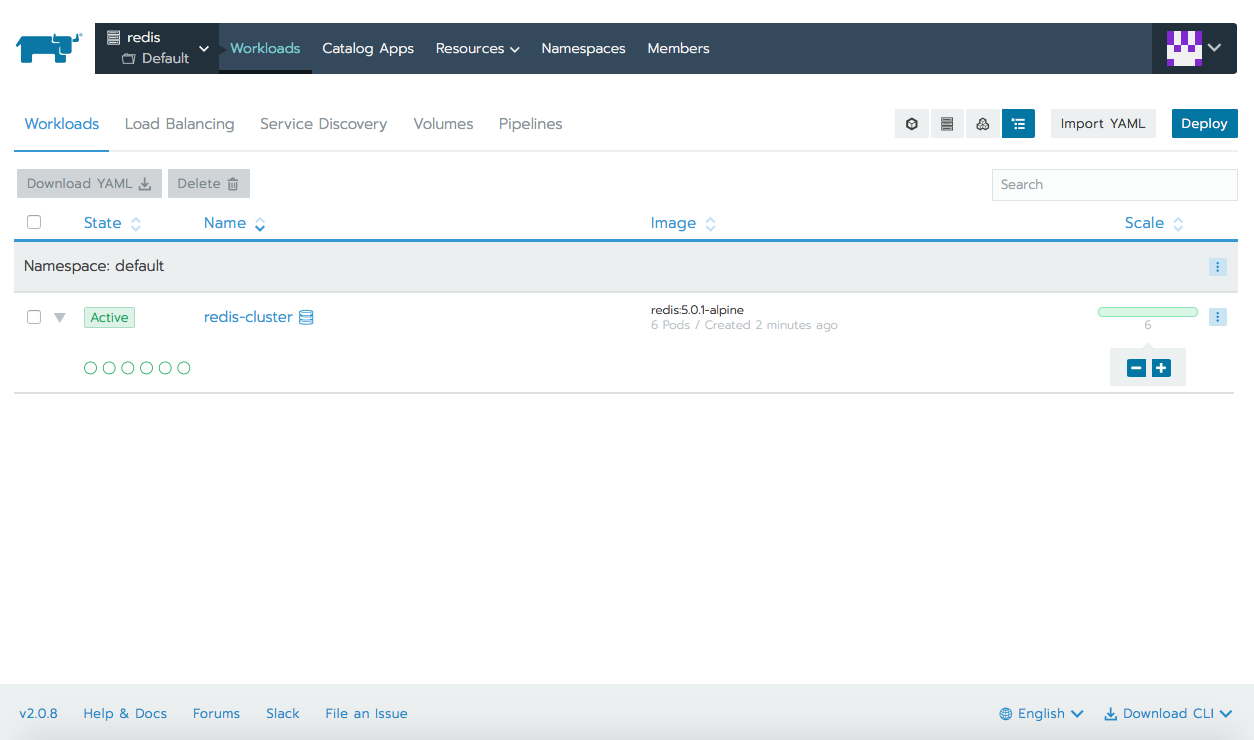 redis
Default
Workloads Catalog Apps Resources Namespaces Members
Workloads Load Balancing Service Discovery Volumes Pipelines
Import YAML Deploy
Download YAML Delete
Search
State Name Image Scale
Namespace: default
Active redis-cluster redis:5.0.1-alpine
6 Pods / Created 2 minutes ago
6
v2.0.8 Help & Docs Forums Slack File an Issue English Download CLI